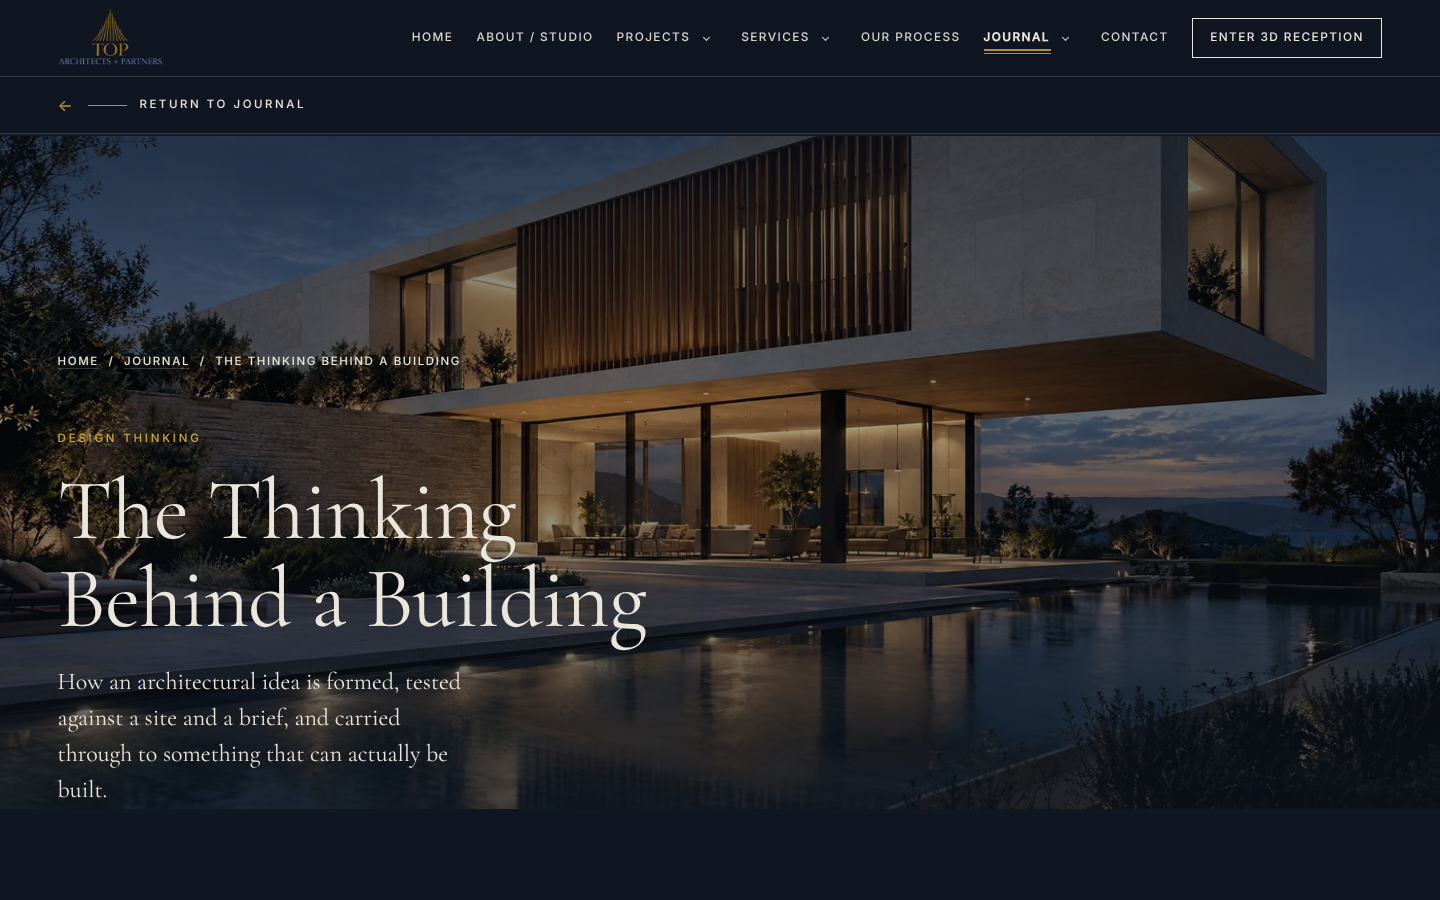 TOP
ARCHITECTS + PARTNERS
HOME
ABOUT / STUDIO
PROJECTS
SERVICES
OUR PROCESS
JOURNAL
CONTACT
ENTER 3D RECEPTION
RETURN TO JOURNAL
HOME / JOURNAL / THE THINKING BEHIND A BUILDING
DESIGN THINKING
The Thinking
Behind a Building
How an architectural idea is formed, tested
against a site and a brief, and carried
through to something that can actually be
built.